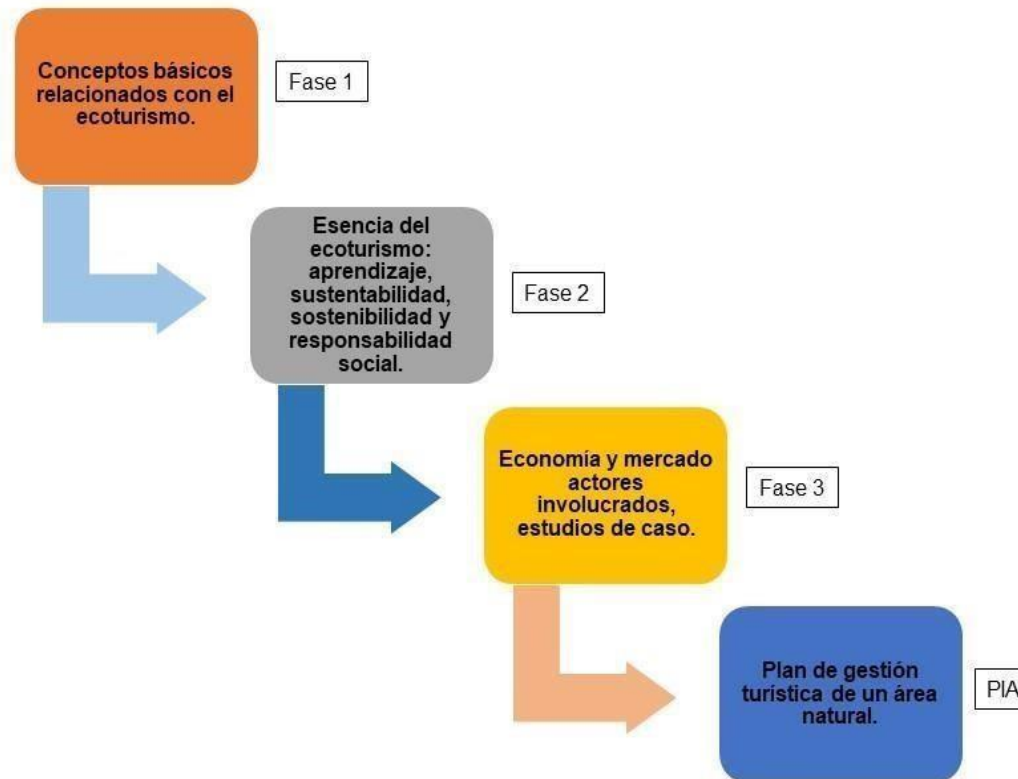 Conceptos básicos
relacionados con el
ecoturismo.
Fase 1
Esencia del
ecoturismo:
aprendizaje,
sustentabilidad,
sostenibilidad y
responsabilidad
social.
Fase 2
Economía y mercado
actores
involucrados,
estudios de caso.
Fase 3
Plan de gestión
turística de un área
natural.
PIA